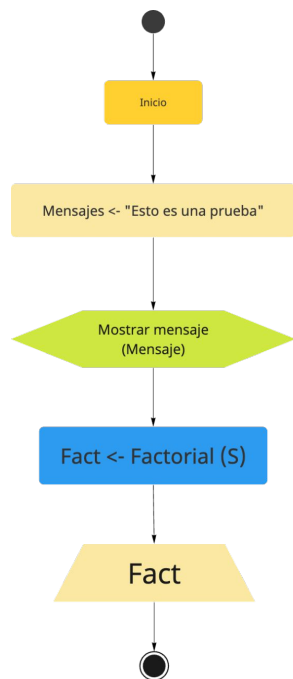 Inicio
Mensajes <- "Esto es una prueba"
Mostrar mensaje
(Mensaje)
Fact <- Factorial (S)
Fact